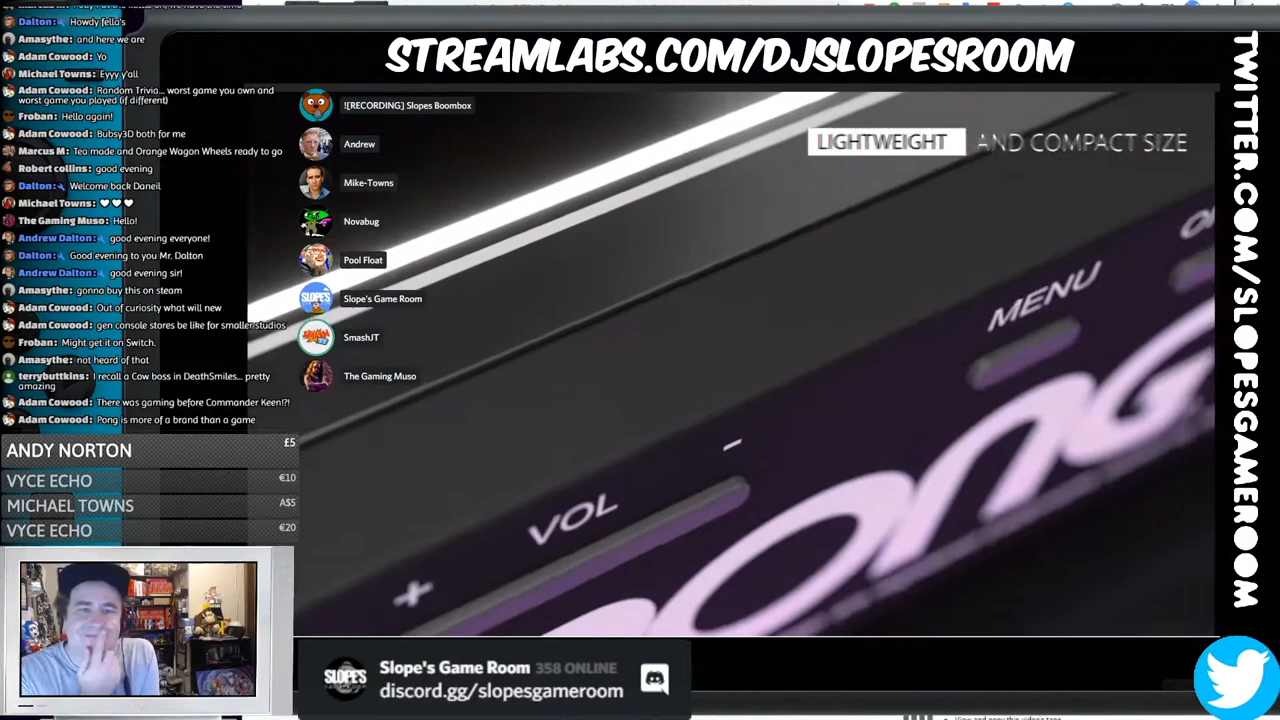 Dalton: Howdy fella's
Amasythe: and here we are
Adam Cowood: Yo
Michael Towns: Eyyy y'all
Adam Cowood: Random Trivia... worst game you own and
worst game you played (if different)
Froban: Hello again!
Adam Cowood: Bubsy3D both for me
Marcus M: Tea made and orange Wagon Wheels ready to go
Robert collins: good evening
Dalton: Welcome back Daneil
Michael Towns: ♥♥♥
The Gaming Muso: Hello!
Andrew Dalton: good evening everyone!
Dalton: Good evening to you Mr. Dalton
Andrew Dalton: good evening sir!
Amasythe: gonna buy this on steam
Adam Cowood: Out of curiosity what will new
Adam Cowood: gen console stores be like for smaller studios
Froban: Might get it on Switch.
Amasythe: not heard of that
terrybuttkins: I recall a Cow boss in DeathSmiles... pretty
amazing
Adam Cowood: There was gaming before Commander Keen!?!
Adam Cowood: Pong is more of a brand than a game
ANDY NORTON £5
VYCE ECHO €10
MICHAEL TOWNS A$5
VYCE ECHO €20
STREAMLABS.COM/DJSLOPESROOM
![RECORDING] Slopes Boombox
Andrew
Mike-Towns
Novabug
Pool Float
SLOPE'S
Slope's Game Room
SmashJT
The Gaming Muso
LIGHTWEIGHT AND COMPACT SIZE
MENU
VOL
+
-
SLOPES
Slope's Game Room 358 ONLINE
discord.gg/slopesgameroom
TWITTER.COM/SLOPESGAMEROOM